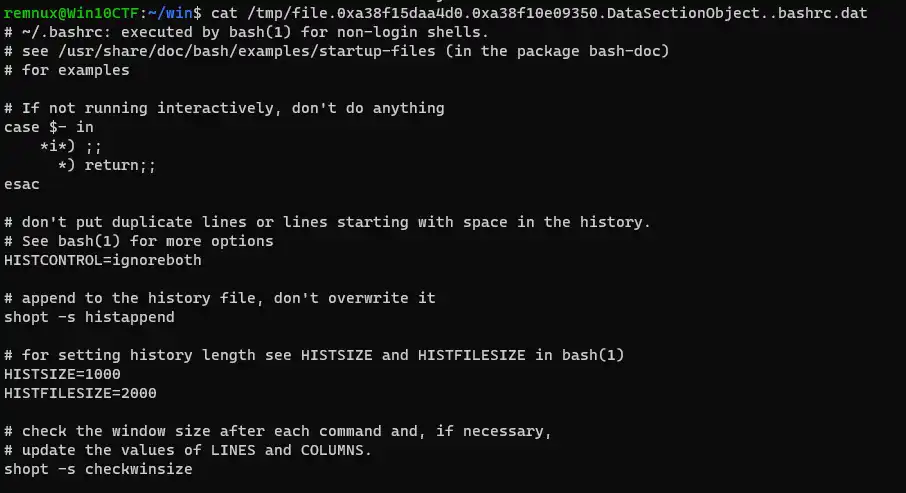 remnux@Win10CTF:~/win$ cat /tmp/file.0xa38f15daa4d0.0xa38f10e09350.DataSectionObject..bashrc.dat
# ~/.bashrc: executed by bash(1) for non-login shells.
# see /usr/share/doc/bash/examples/startup-files (in the package bash-doc)
# for examples

# If not running interactively, don't do anything
case $- in
    *i*) ;;
      *) return;;
esac

# don't put duplicate lines or lines starting with space in the history.
# See bash(1) for more options
HISTCONTROL=ignoreboth

# append to the history file, don't overwrite it
shopt -s histappend

# for setting history length see HISTSIZE and HISTFILESIZE in bash(1)
HISTSIZE=1000
HISTFILESIZE=2000

# check the window size after each command and, if necessary,
# update the values of LINES and COLUMNS.
shopt -s checkwinsize